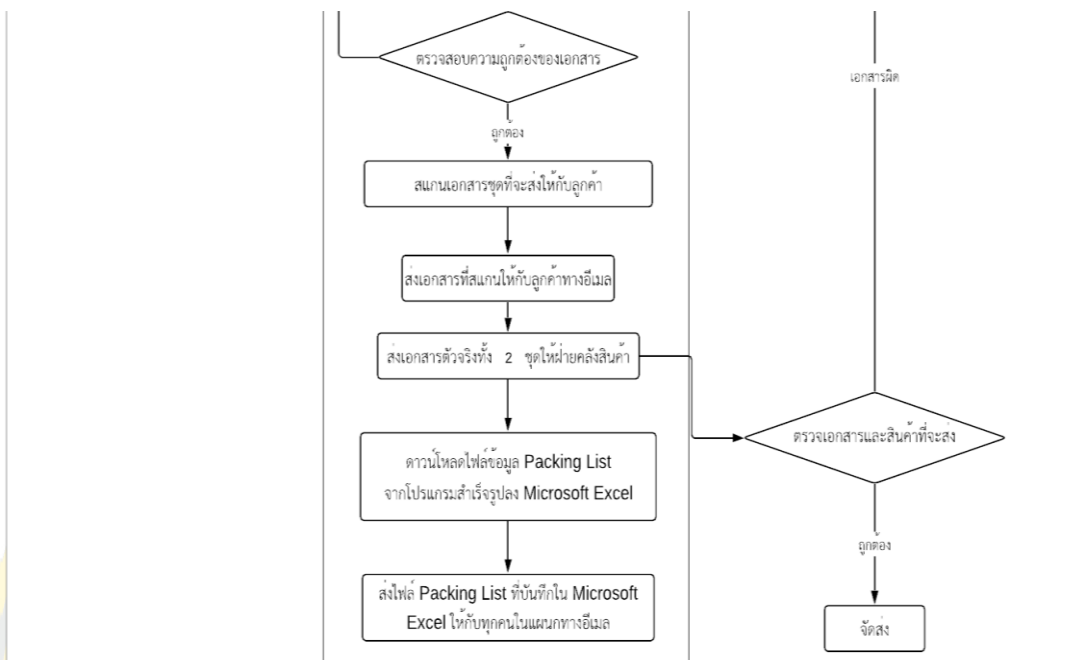 ตรวจสอบความถูกต้องของเอกสาร
เอกสารผิด
ถูกต้อง
สแกนเอกสารชุดที่จะส่งให้กับลูกค้า
ส่งเอกสารที่สแกนให้กับลูกค้าทางอีเมล
ส่งเอกสารตัวจริงทั้ง 2 ชุดให้ฝ่ายคลังสินค้า
ตรวจเอกสารและสินค้าที่จะส่ง
ดาวน์โหลดไฟล์ข้อมูล Packing List
จากโปรแกรมสำเร็จรูปลง Microsoft Excel
ถูกต้อง
ส่งไฟล์ Packing List ที่บันทึกใน Microsoft
Excel ให้กับทุกคนในแผนกทางอีเมล
จัดส่ง